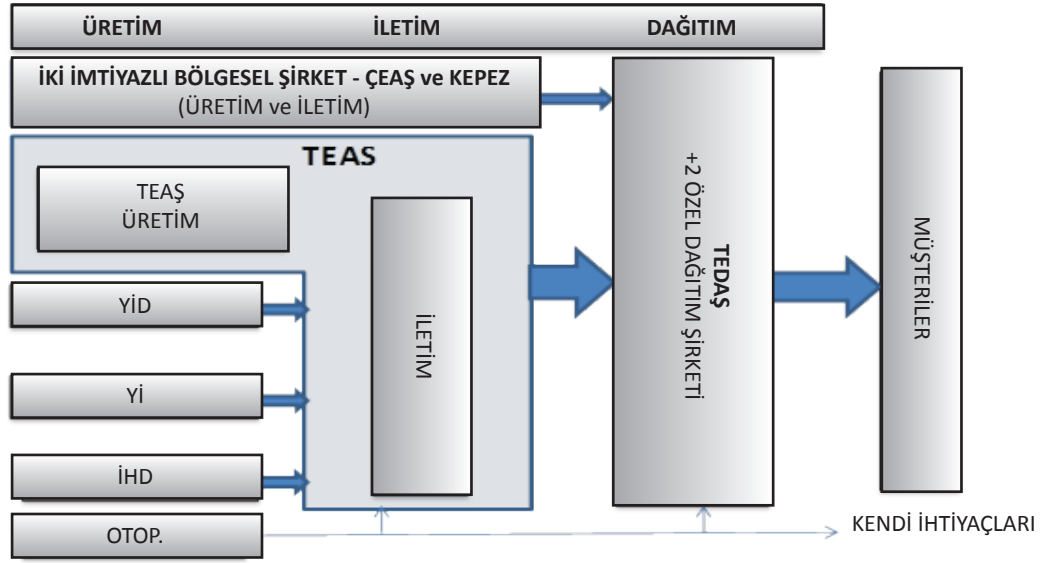 ÜRETİM İLETİM DAĞITIM
İKİ İMTİYAZLI BÖLGESEL ŞİRKET - ÇEAŞ ve KEPEZ
(ÜRETİM ve İLETİM)
TEAS
TEAŞ
ÜRETİM
İLETİM
TEDAŞ
+2 ÖZEL DAĞITIM ŞİRKETİ
MÜŞTERİLER
YİD
Yİ
İHD
OTOP.
KENDİ İHTİYAÇLARI